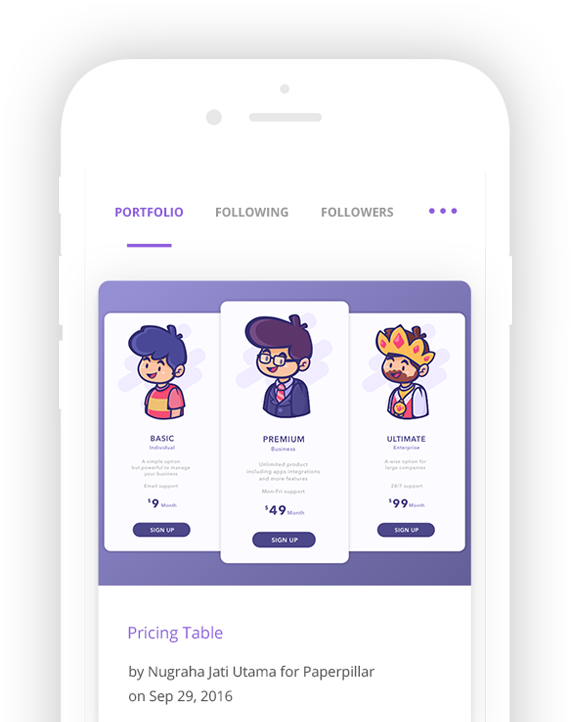 PORTFOLIO
FOLLOWING
FOLLOWERS
BASIC
Individual
A simple option
but powerful to manage
your business
Email support
$9 Month
SIGN UP
PREMIUM
Business
Unlimited product
including apps integrations
and more features
Mon-Fri support
$49 Month
SIGN UP
ULTIMATE
Enterprise
A wise option for
large companies
24/7 support
$99 Month
SIGN UP
Pricing Table
by Nugraha Jati Utama for Paperpillar
on Sep 29, 2016